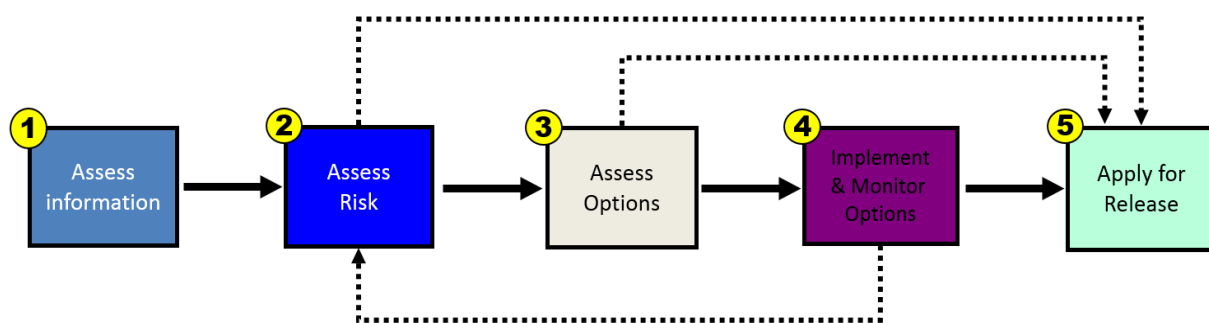 1
Assess
information
2
Assess
Risk
3
Assess
Options
4
Implement
& Monitor
Options
5
Apply for
Release